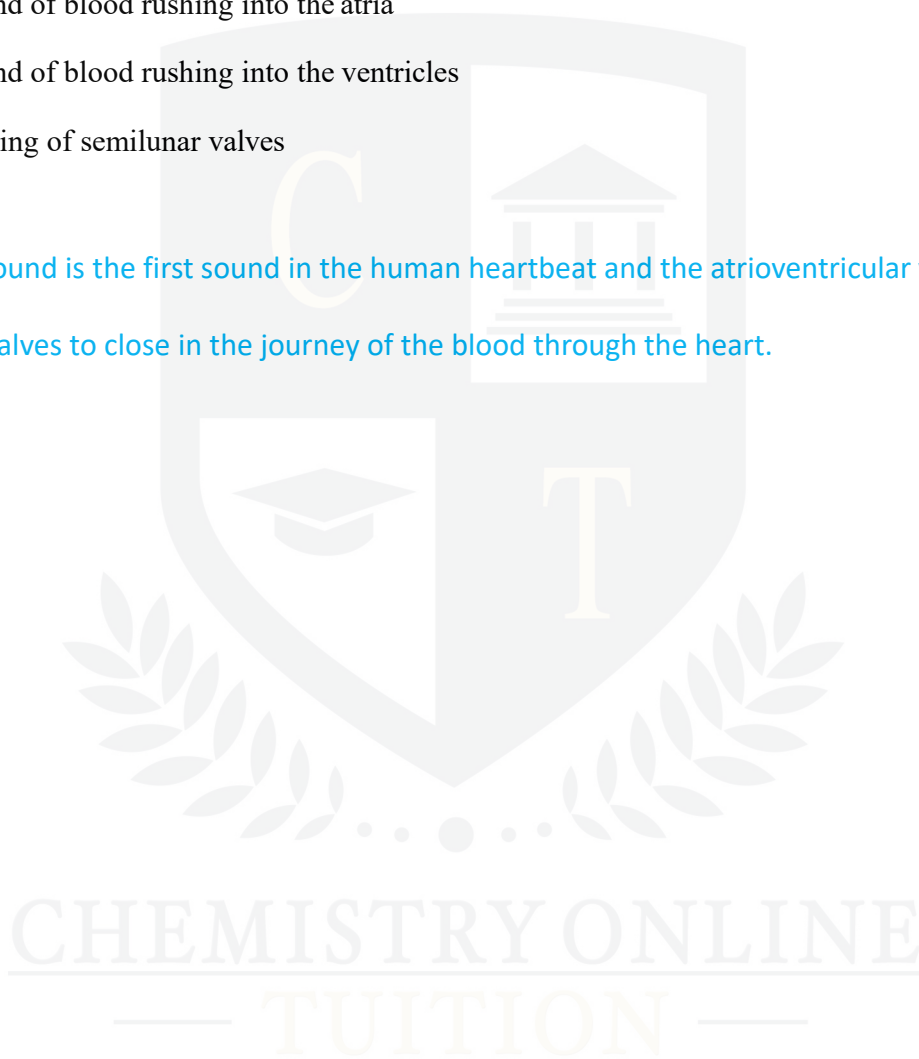 nd of blood rushing into the atria
nd of blood rushing into the ventricles
ing of semilunar valves
ound is the first sound in the human heartbeat and the atrioventricular
alves to close in the journey of the blood through the heart.
C
T
CHEMISTRY ONLINE
TUITION